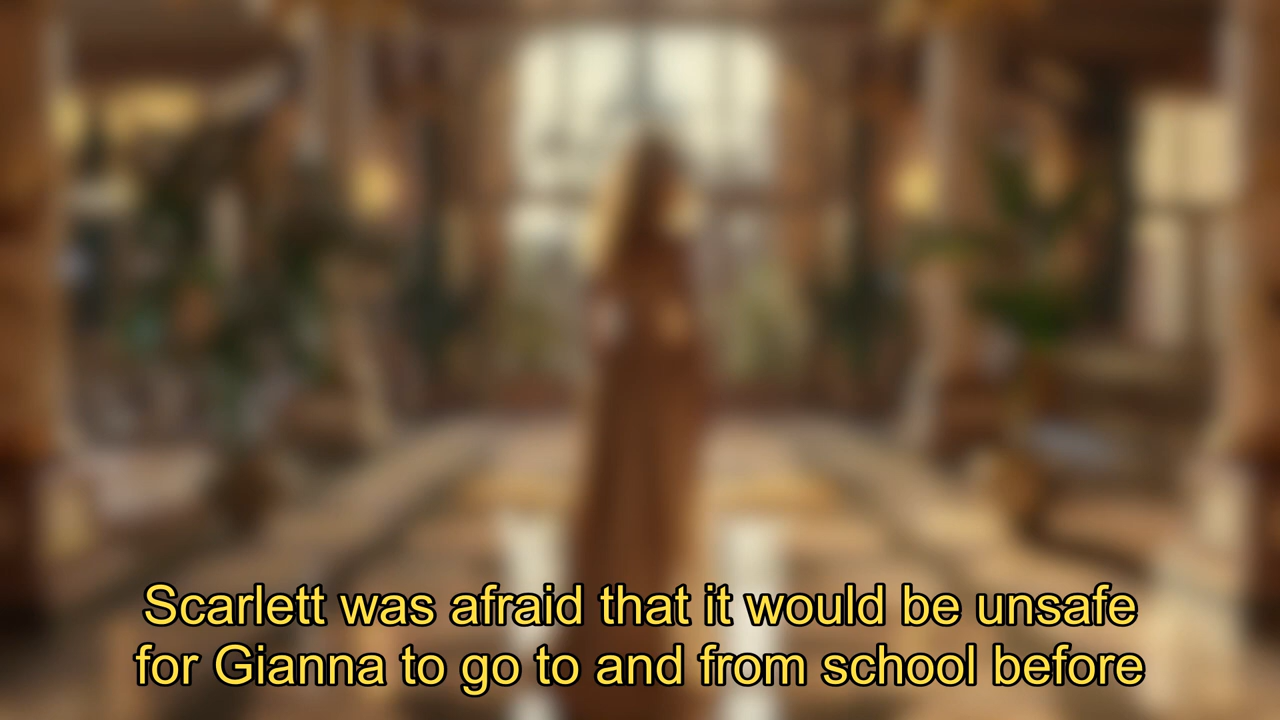 Scarlett was afraid that it would be unsafe
for Gianna to go to and from school before